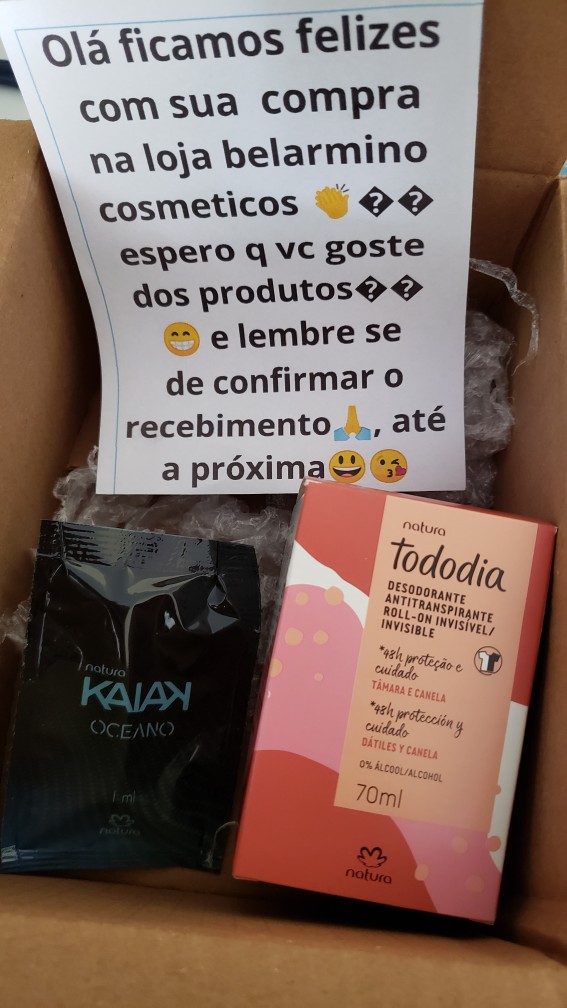 Olá ficamos felizes
com sua compra
na loja belarmino
cosmeticos 👏 ��
espero q vc goste
dos produtos��
😁 e lembre se
de confirmar o
recebimento🙏, até
a próxima😃😘
natura
KAIAK
OCEANO
1 ml
natura
natura
tododia
DESODORANTE
ANTITRANSPIRANTE
ROLL-ON INVISÍVEL/
INVISIBLE
*48h proteção e
cuidado
TÂMARA E CANELA
*48h protección y
cuidado
DÁTILES Y CANELA
0% ÁLCOOL/ALCOHOL
70ml
natura